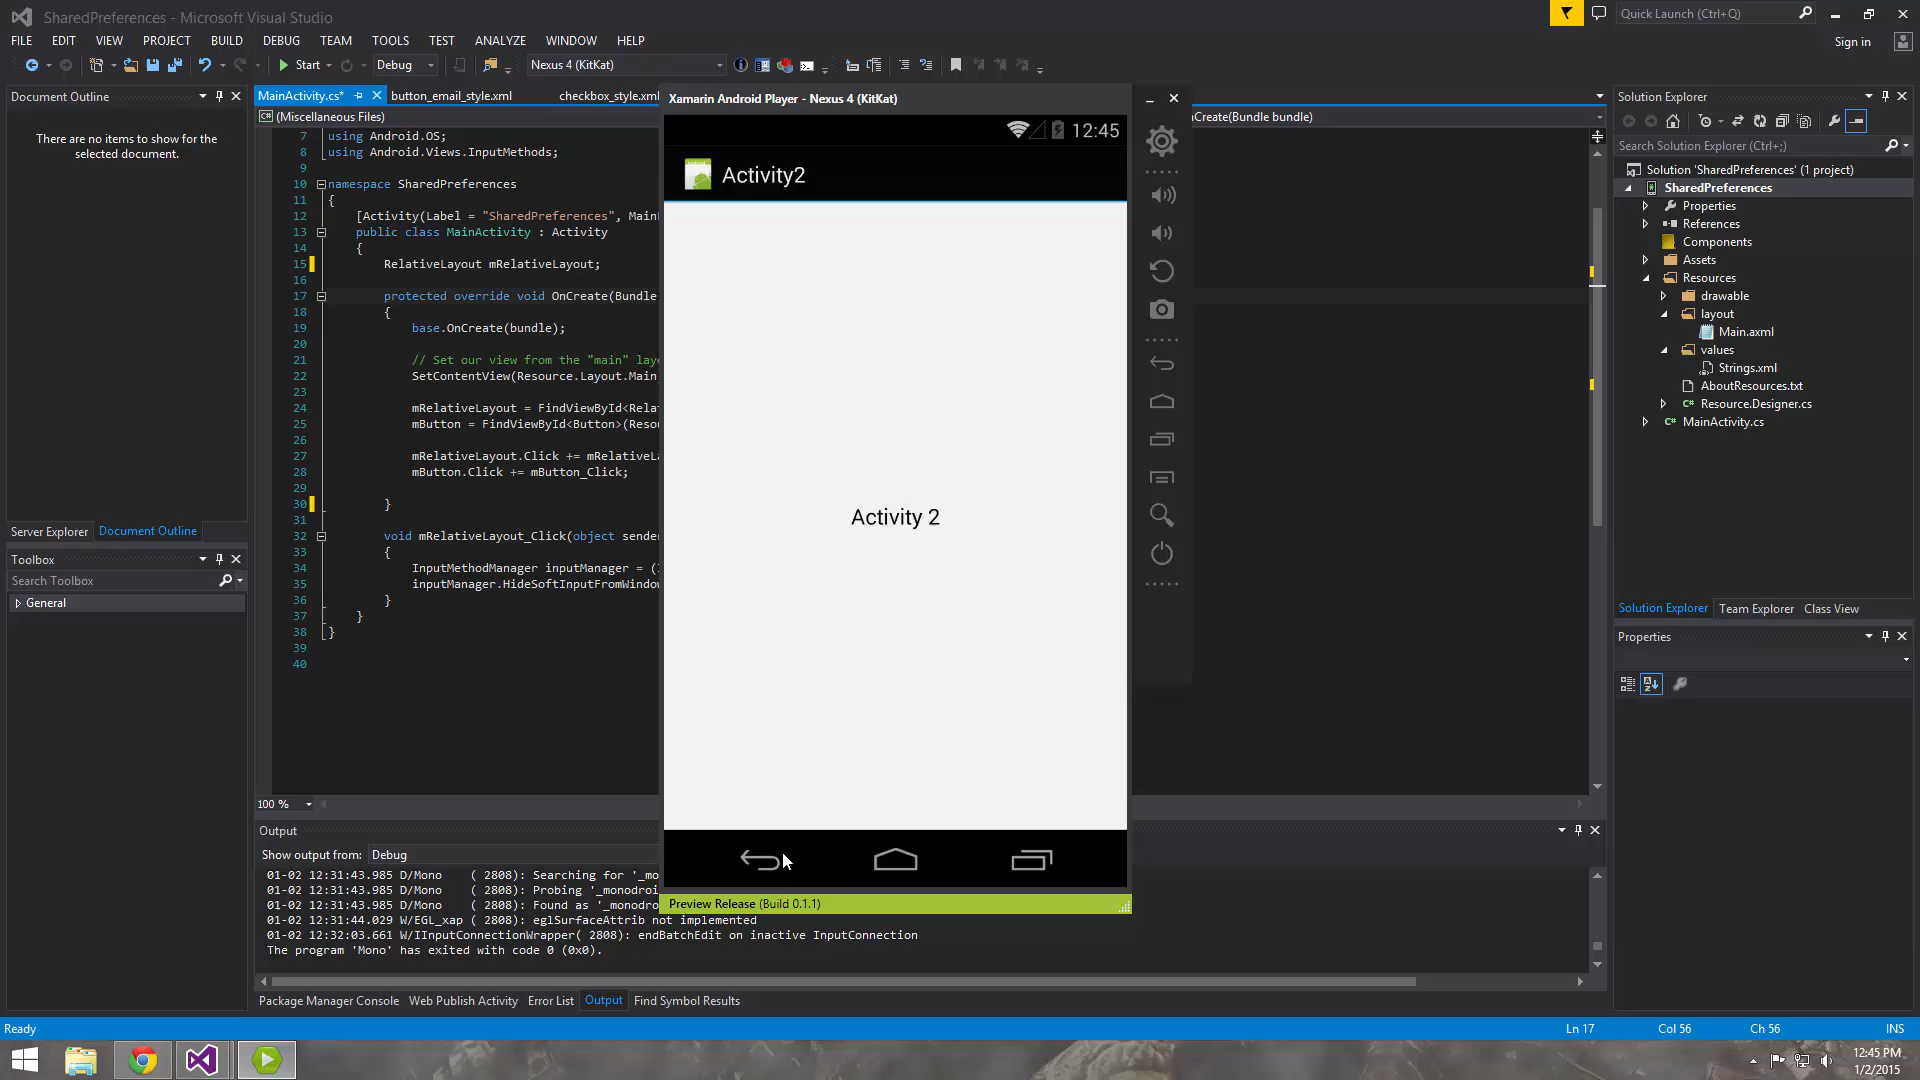 SharedPreferences - Microsoft Visual Studio
Quick Launch (Ctrl+Q)
FILE EDIT VIEW PROJECT BUILD DEBUG TEAM TOOLS TEST ANALYZE WINDOW HELP
Sign in
Start Debug Nexus 4 (KitKat)
Document Outline
There are no items to show for the
selected document.
Server Explorer Document Outline
Toolbox
Search Toolbox
General
MainActivity.cs* button_email_style.xml checkbox_style.xml
(Miscellaneous Files)
OnCreate(Bundle bundle)
7 using Android.OS;
8 using Android.Views.InputMethods;
9
10 namespace SharedPreferences
11 {
12 [Activity(Label = "SharedPreferences", Main
13 public class MainActivity : Activity
14 {
15 RelativeLayout mRelativeLayout;
16
17 protected override void OnCreate(Bundle
18 {
19 base.OnCreate(bundle);
20
21 // Set our view from the "main" layo
22 SetContentView(Resource.Layout.Main
23
24 mRelativeLayout = FindViewById<Relat
25 mButton = FindViewById<Button>(Reso
26
27 mRelativeLayout.Click += mRelativeLa
28 mButton.Click += mButton_Click;
29
30 }
31
32 void mRelativeLayout_Click(object sende
33 {
34 InputMethodManager inputManager = (I
35 inputManager.HideSoftInputFromWindow
36 }
37 }
38 }
39
40
100 %
Xamarin Android Player - Nexus 4 (KitKat)
12:45
Activity2
Activity 2
Preview Release (Build 0.1.1)
Output
Show output from: Debug
01-02 12:31:43.985 D/Mono ( 2808): Searching for '_mo
01-02 12:31:43.985 D/Mono ( 2808): Probing '_monodroi
01-02 12:31:43.985 D/Mono ( 2808): Found as '_monodro
01-02 12:31:44.029 W/EGL_xap ( 2808): eglSurfaceAttrib not implemented
01-02 12:32:03.661 W/IInputConnectionWrapper( 2808): endBatchEdit on inactive InputConnection
The program 'Mono' has exited with code 0 (0x0).
Package Manager Console Web Publish Activity Error List Output Find Symbol Results
Solution Explorer
Search Solution Explorer (Ctrl+;)
Solution 'SharedPreferences' (1 project)
SharedPreferences
Properties
References
Components
Assets
Resources
drawable
layout
Main.axml
values
Strings.xml
AboutResources.txt
Resource.Designer.cs
MainActivity.cs
Solution Explorer Team Explorer Class View
Properties
Ready
Ln 17 Col 56 Ch 56 INS
12:45 PM
1/2/2015